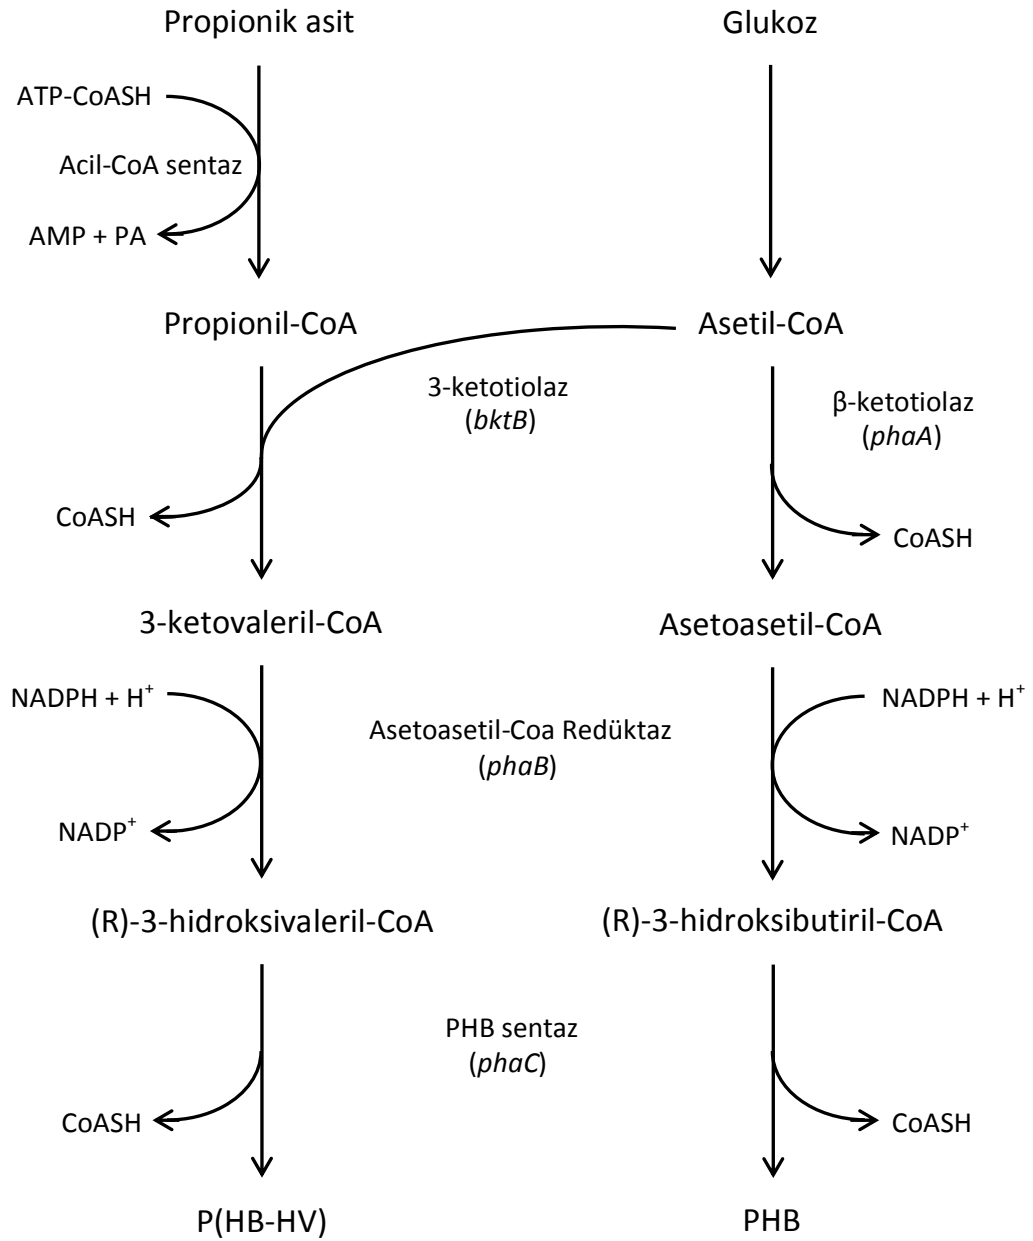 Propionik asit
Glukoz
ATP-CoASH
Acil-CoA sentaz
AMP + PA
Propionil-CoA
Asetil-CoA
3-ketotiolaz
(bktB)
β-ketotiolaz
(phaA)
CoASH
CoASH
3-ketovaleril-CoA
Asetoasetil-CoA
NADPH + H⁺
NADPH + H⁺
Asetoasetil-Coa Redüktaz
(phaB)
NADP⁺
NADP⁺
(R)-3-hidroksivaleril-CoA
(R)-3-hidroksibutiril-CoA
PHB sentaz
(phaC)
CoASH
CoASH
P(HB-HV)
PHB